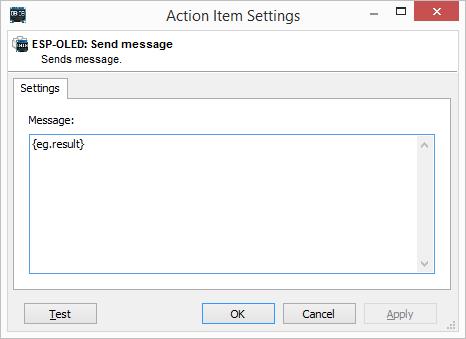 Action Item Settings
ESP-OLED: Send message
Sends message.
Settings
Message:
{eg.result}
Test
OK
Cancel
Apply